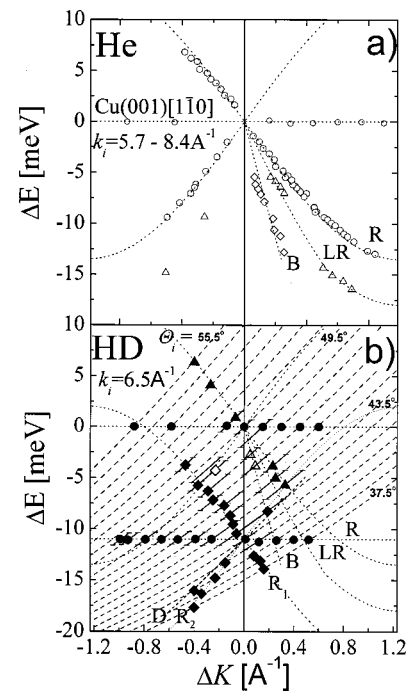 10
He
a)
5
Cu(001)[11̄0]
0
k_i=5.7 - 8.4A⁻¹
-5
ΔE [meV]
-10
R
LR
B
-15
10
HD
Θ_i = 55.5°
49.5°
b)
k_i=6.5A⁻¹
5
43.5°
0
37.5°
-5
ΔE [meV]
-10
R
B
LR
-15
D R₂
R₁
-20
-1.2 -0.8 -0.4 0.0 0.4 0.8 1.2
ΔK [A⁻¹]